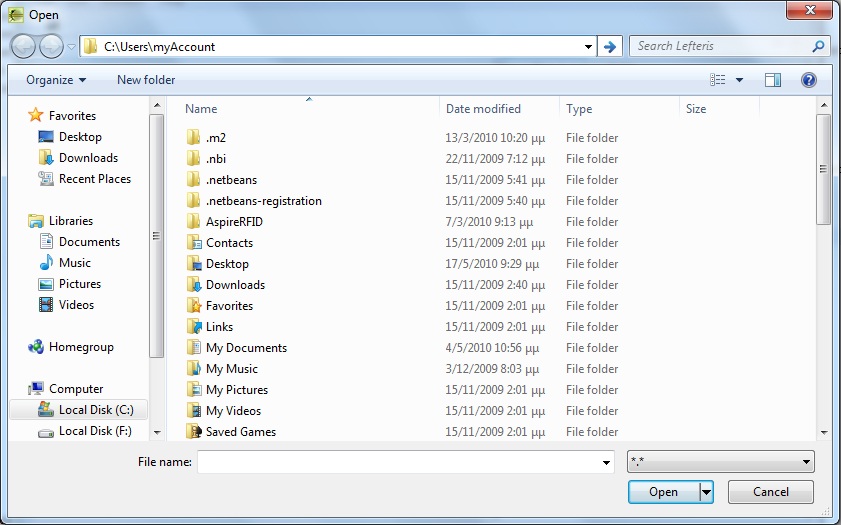 Open
C:\Users\myAccount
Search Lefteris
Organize New folder
Favorites
Desktop
Downloads
Recent Places
Libraries
Documents
Music
Pictures
Videos
Homegroup
Computer
Local Disk (C:)
Local Disk (F:)
Name Date modified Type Size
.m2 13/3/2010 10:20 μμ File folder
.nbi 22/11/2009 7:12 μμ File folder
.netbeans 15/11/2009 5:41 μμ File folder
.netbeans-registration 15/11/2009 5:40 μμ File folder
AspireRFID 7/3/2010 9:13 μμ File folder
Contacts 15/11/2009 2:01 μμ File folder
Desktop 17/5/2010 9:29 μμ File folder
Downloads 15/11/2009 2:40 μμ File folder
Favorites 15/11/2009 2:01 μμ File folder
Links 15/11/2009 2:01 μμ File folder
My Documents 4/5/2010 10:56 μμ File folder
My Music 3/12/2009 8:03 μμ File folder
My Pictures 15/11/2009 2:01 μμ File folder
My Videos 15/11/2009 2:01 μμ File folder
Saved Games 15/11/2009 2:01 μμ File folder
File name: *.*
Open Cancel